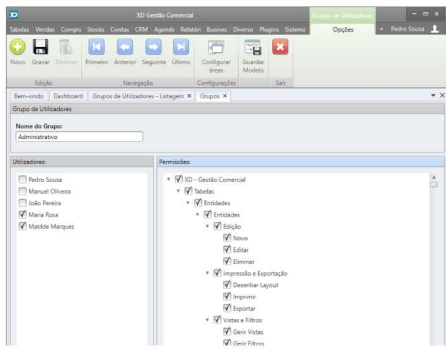 XD XD Gestão Comercial Grupos de Utilizadores
Tabelas Vendas Compras Stocks Contas CRM Agenda Relatóri Busines Diverso Plugins Sistema Opções Pedro Sousa
Novo Gravar Eliminar Primeiro Anterior Seguinte Último Configurar áreas Guardar Modelo Sair
Edição Navegação Configurações Sair
Bem-vindo Dashboard Grupos de Utilizadores - Listagem Grupos
Grupo de Utilizadores
Nome do Grupo:
Administrativo
Utilizadores: Permissões:
Pedro Sousa
Manuel Oliveira
João Pereira
Maria Rosa
Matilde Marques
XD - Gestão Comercial
Tabelas
Entidades
Entidades
Edição
Novo
Editar
Eliminar
Impressão e Exportação
Desenhar Layout
Imprimir
Exportar
Vistas e Filtros
Gerir Vistas
Gerir Filtros